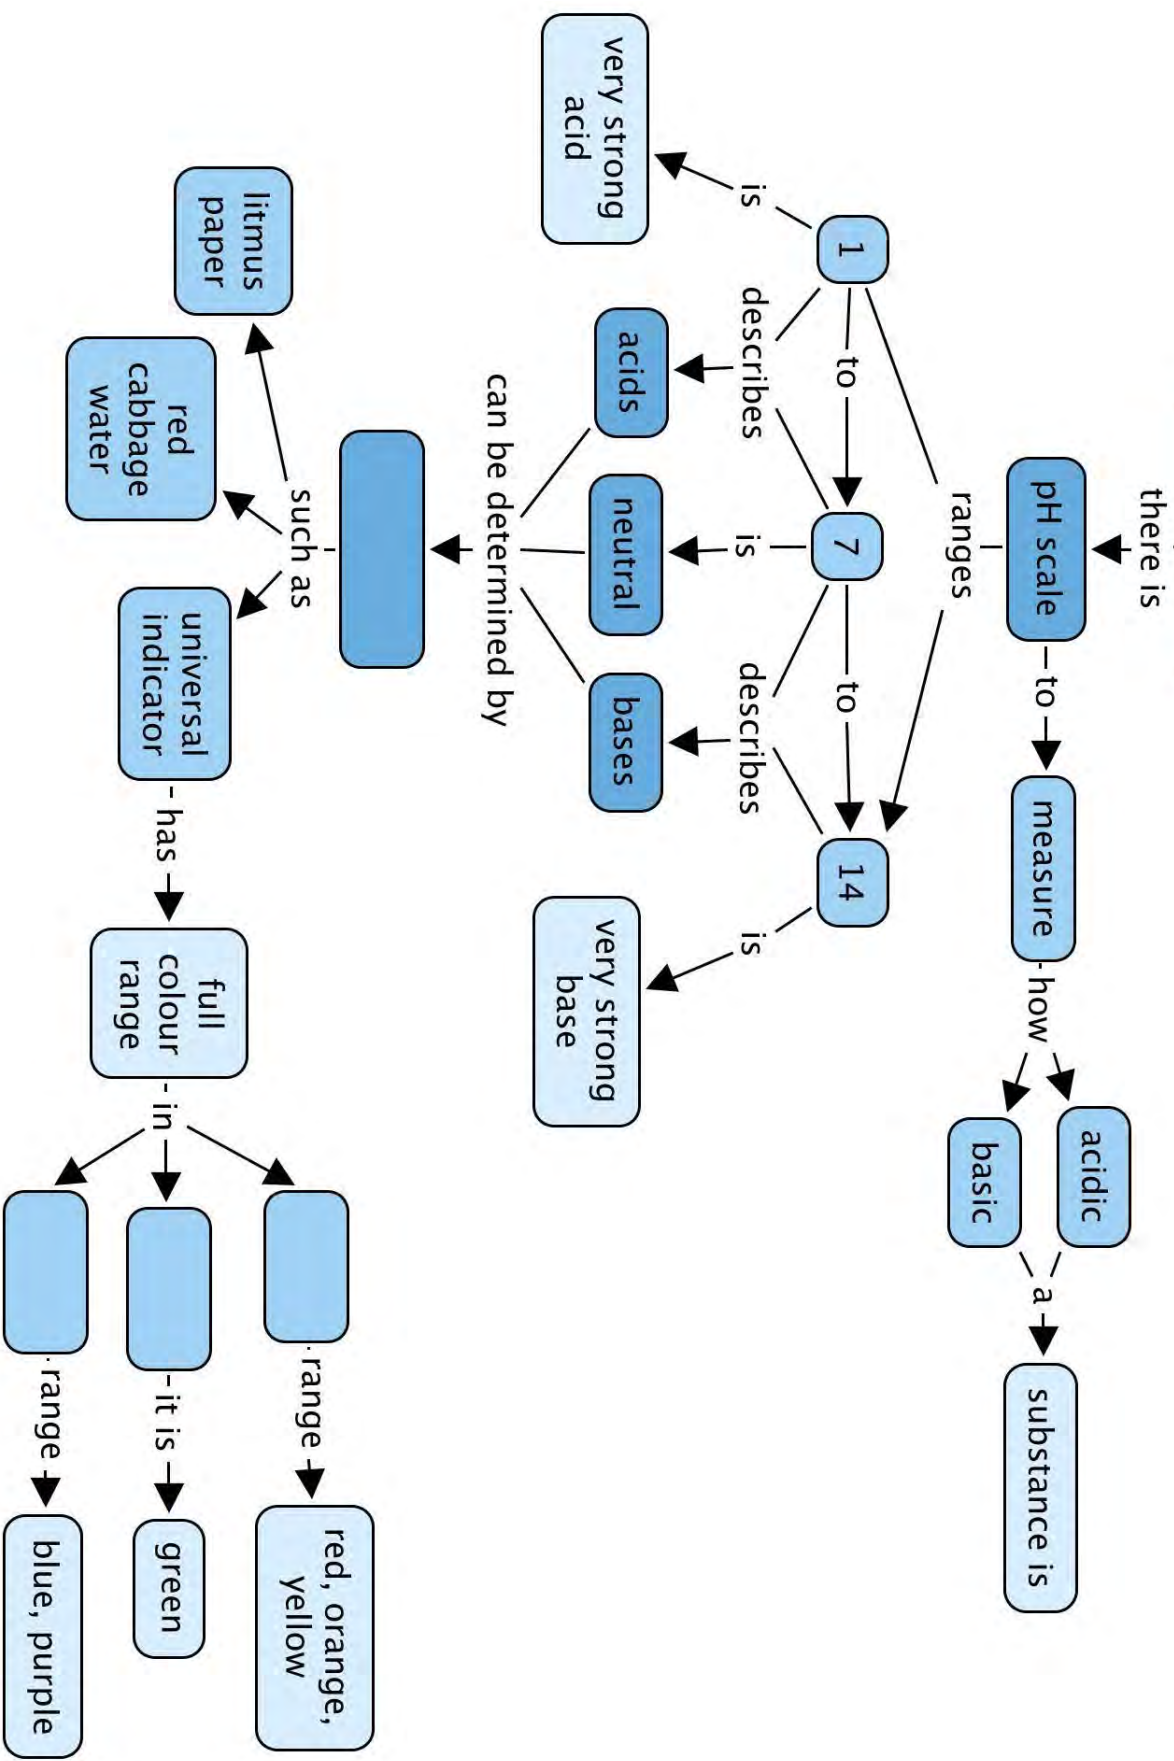 there is
pH scale
to
measure
how
acidic
basic
a
substance is
ranges
1
to
7
to
14
is
describes
is
describes
is
very strong
acid
acids
neutral
bases
very strong
base
can be determined by
such as
litmus
paper
red
cabbage
water
universal
indicator
has
full
colour
range
in
range
red, orange,
yellow
it is
green
range
blue, purple